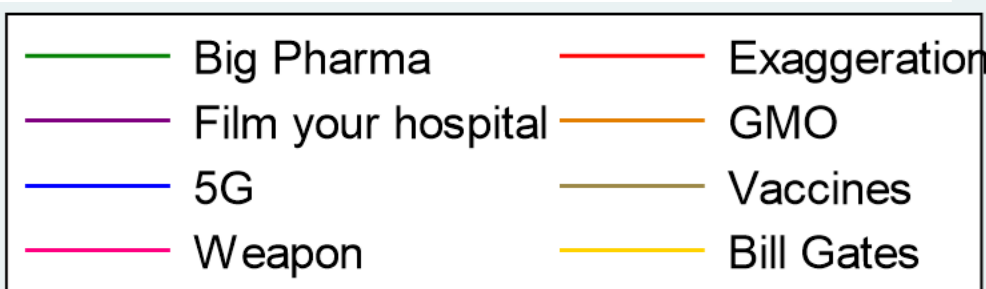 Big Pharma Exaggeration
Film your hospital GMO
5G Vaccines
Weapon Bill Gates